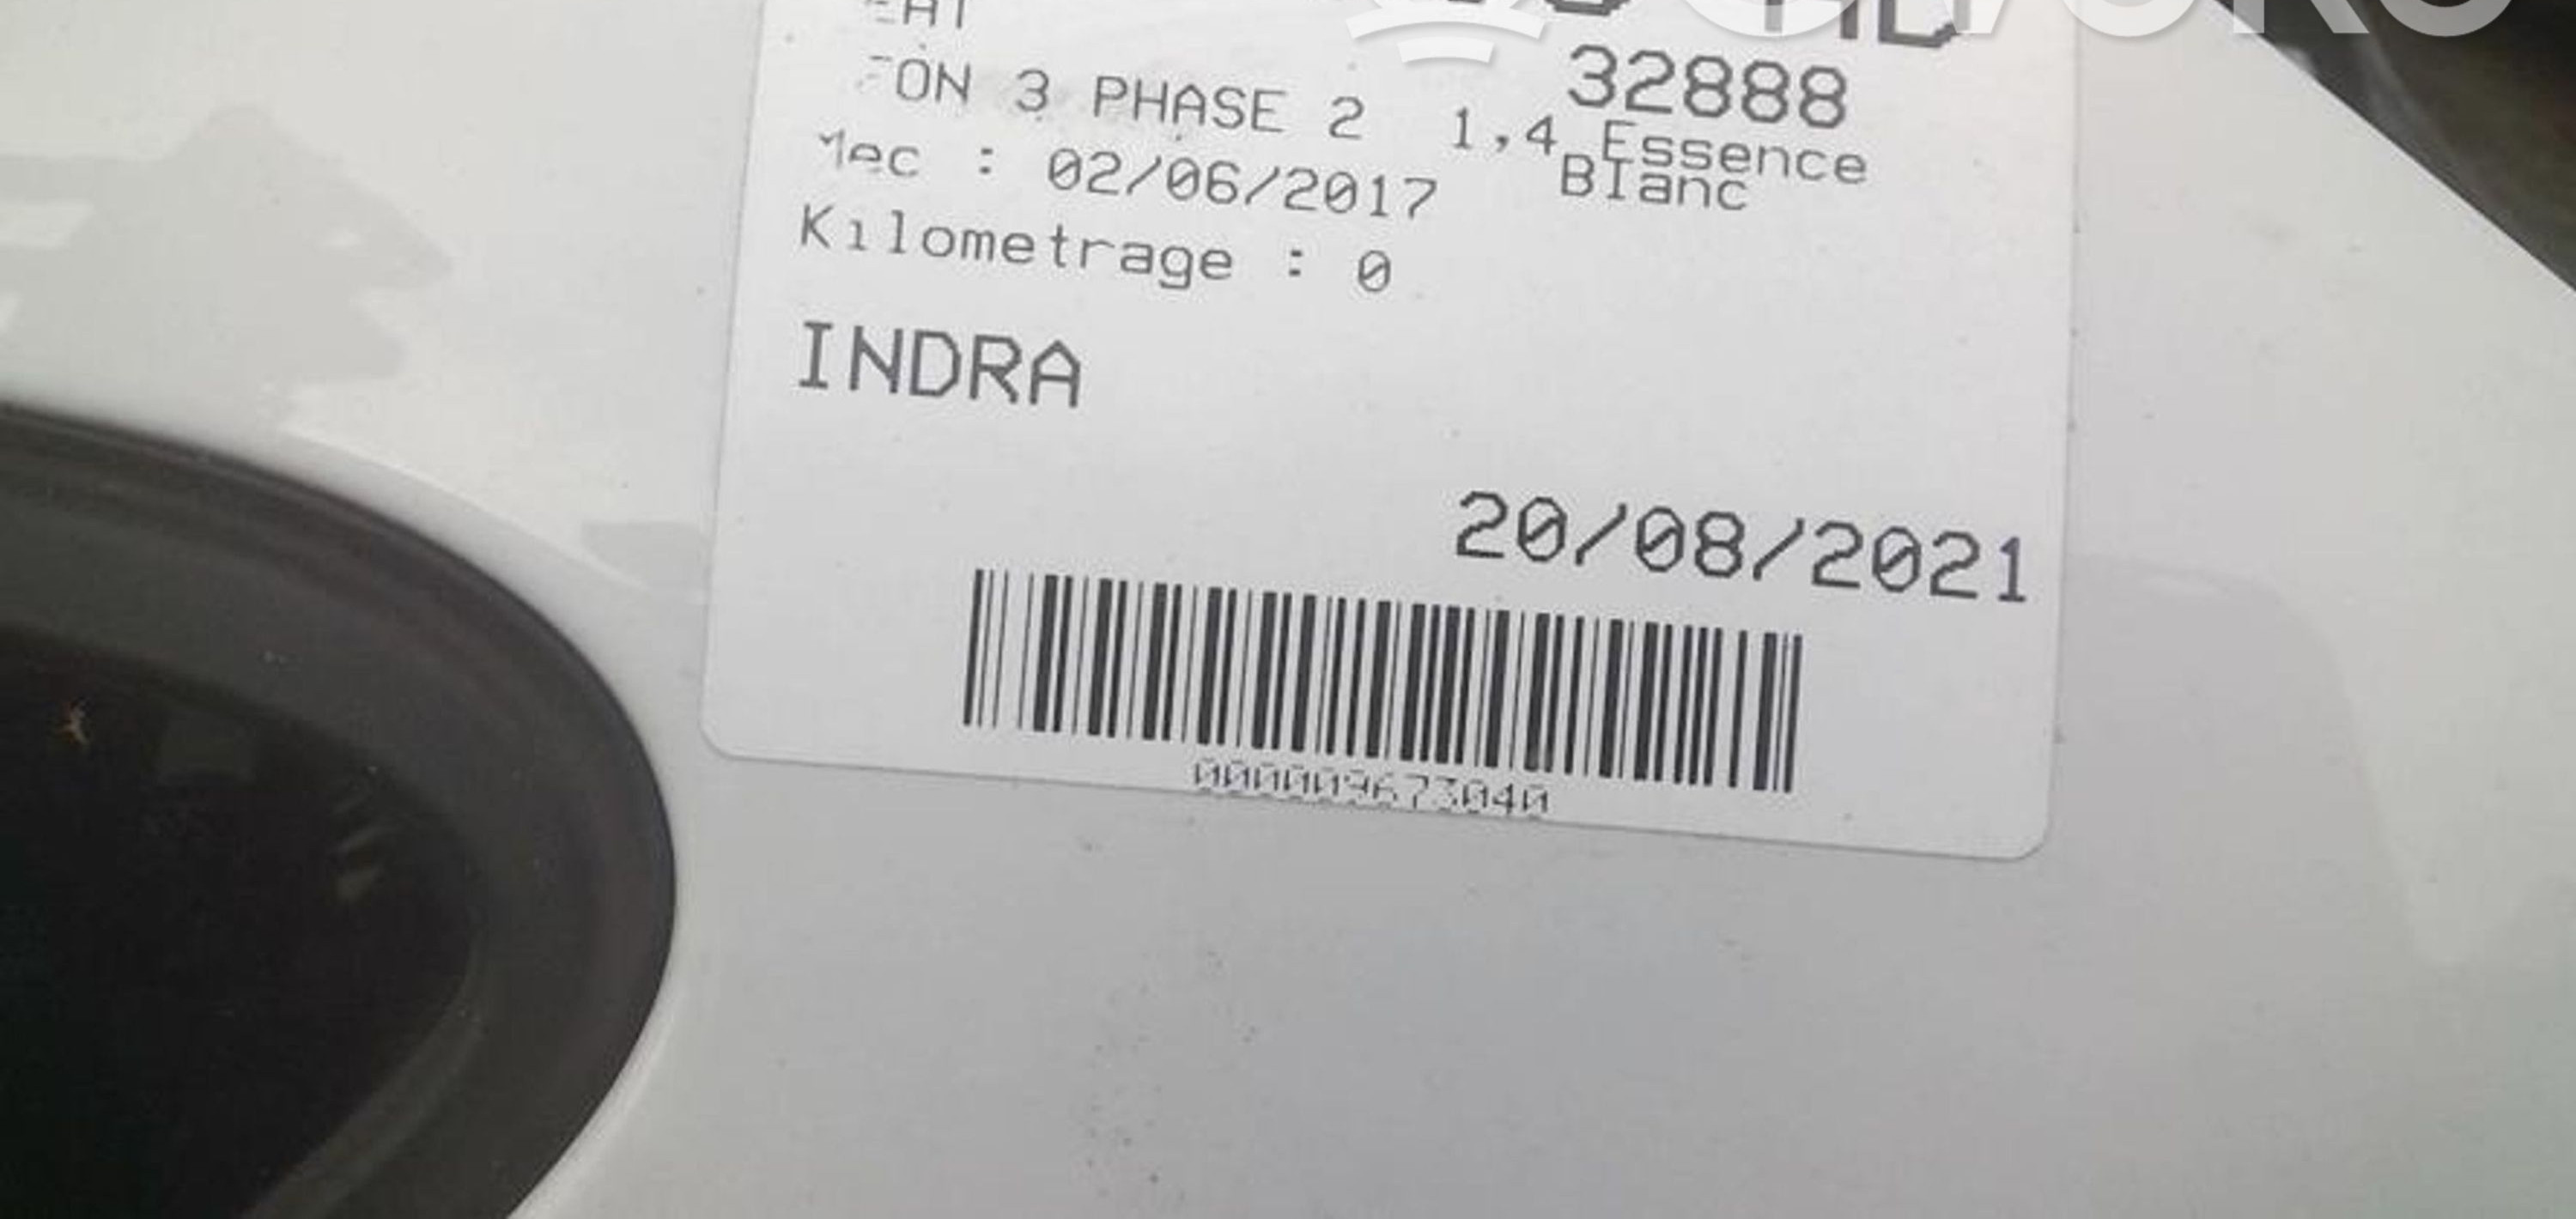 32888
ON 3 PHASE 2 1,4 Essence
Mec : 02/06/2017 Blanc
Kilometrage : 0
INDRA
20/08/2021
000009673040